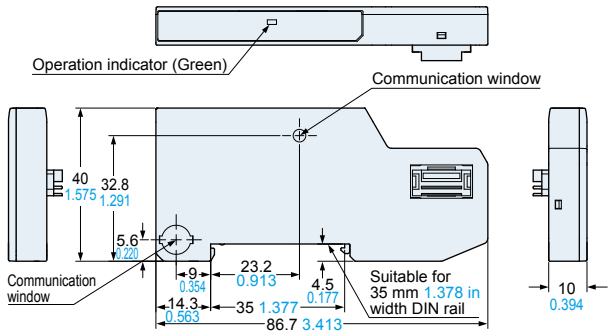 Operation indicator (Green)
Communication window
40
1.575
32.8
1.291
5.6
0.220
Communication
window
9
0.354
23.2
0.913
4.5
0.177
Suitable for
35 mm 1.378 in
width DIN rail
14.3
0.563
35 1.377
86.7 3.413
10
0.394